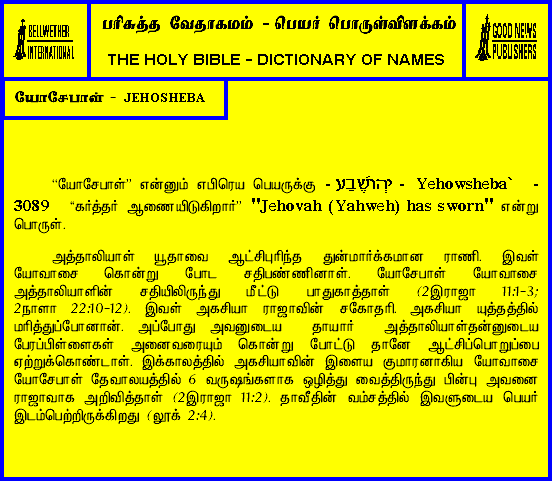 BELLWETHER
INTERNATIONAL
பரிசுத்த வேதாகமம் - பெயர் பொருள்விளக்கம்
THE HOLY BIBLE - DICTIONARY OF NAMES
GOOD NEWS
PUBLISHERS
யோசேபாள் - JEHOSHEBA
“யோசேபாள்” என்னும் எபிரெய பெயருக்கு - יְהֹושֶׁבַע - Yehowsheba` -
3089 “கர்த்தர் ஆணையிடுகிறார்” "Jehovah (Yahweh) has sworn" என்று
பொருள்.
அத்தாலியாள் யூதாவை ஆட்சிபுரிந்த துன்மார்க்கமான ராணி. இவள்
யோவாசை கொன்று போட சதிபண்ணினாள். யோசேபாள் யோவாசை
அத்தாலியாளின் சதியிலிருந்து மீட்டு பாதுகாத்தாள் (2இராஜா 11:1-3;
2நாளா 22:10-12). இவள் அகசியா ராஜாவின் சகோதரி. அகசியா யுத்தத்தில்
மரித்துப்போனான். அப்போது அவனுடைய தாயார் அத்தாலியாள்தன்னுடைய
பேரப்பிள்ளைகள் அனைவரையும் கொன்று போட்டு தானே ஆட்சிப்பொறுப்பை
ஏற்றுக்கொண்டாள். இக்காலத்தில் அகசியாவின் இளைய குமாரனாகிய யோவாசை
யோசேபாள் தேவாலயத்தில் 6 வருஷங்களாக ஒழித்து வைத்திருந்து பின்பு அவனை
ராஜாவாக அறிவித்தாள் (2இராஜா 11:2). தாவீதின் வம்சத்தில் இவளுடைய பெயர்
இடம்பெற்றிருக்கிறது (லூக் 2:4).